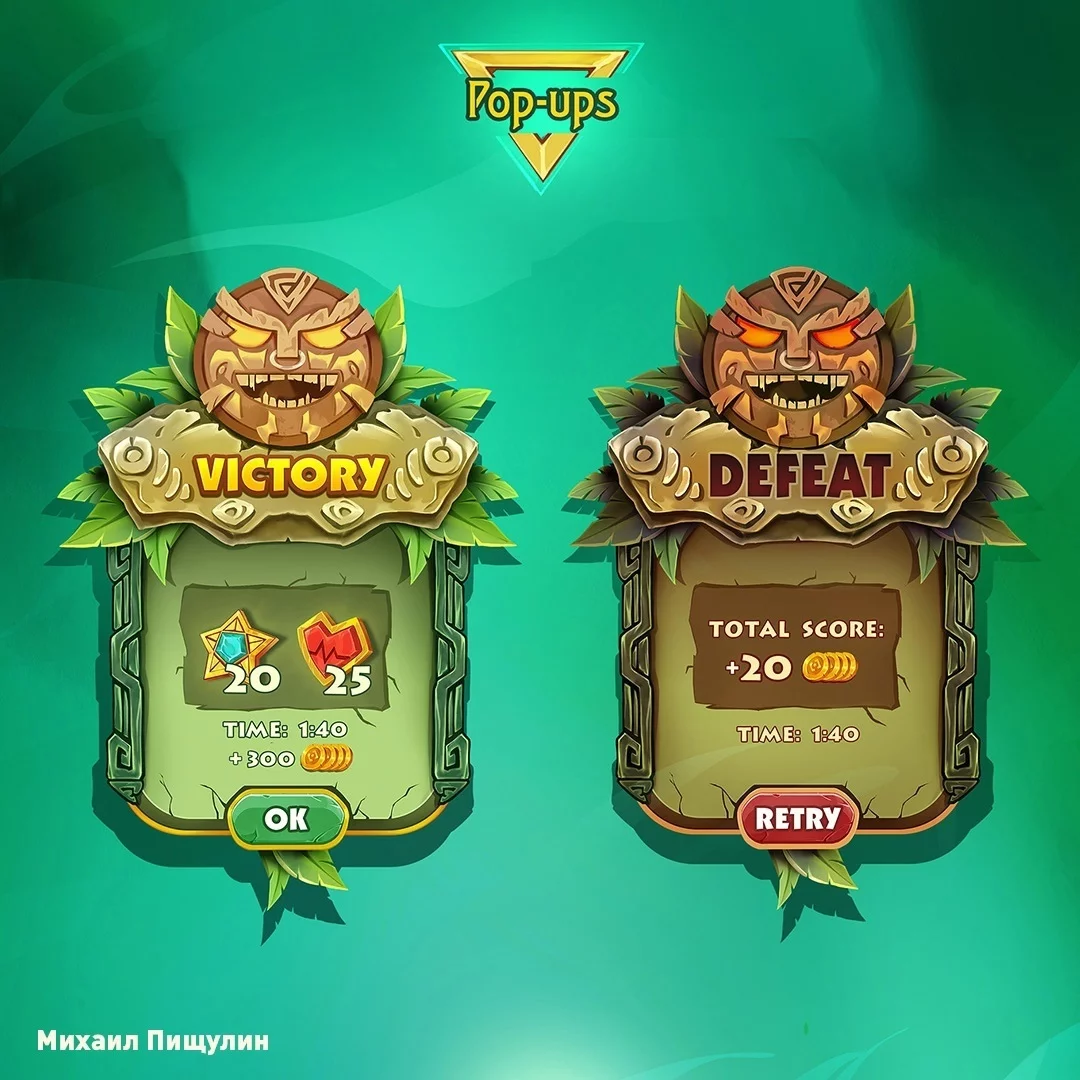 Pop-ups
VICTORY
20 25
TIME: 1:40
+300
OK
DEFEAT
TOTAL SCORE:
+20
TIME: 1:40
RETRY
Михаил Пищулин